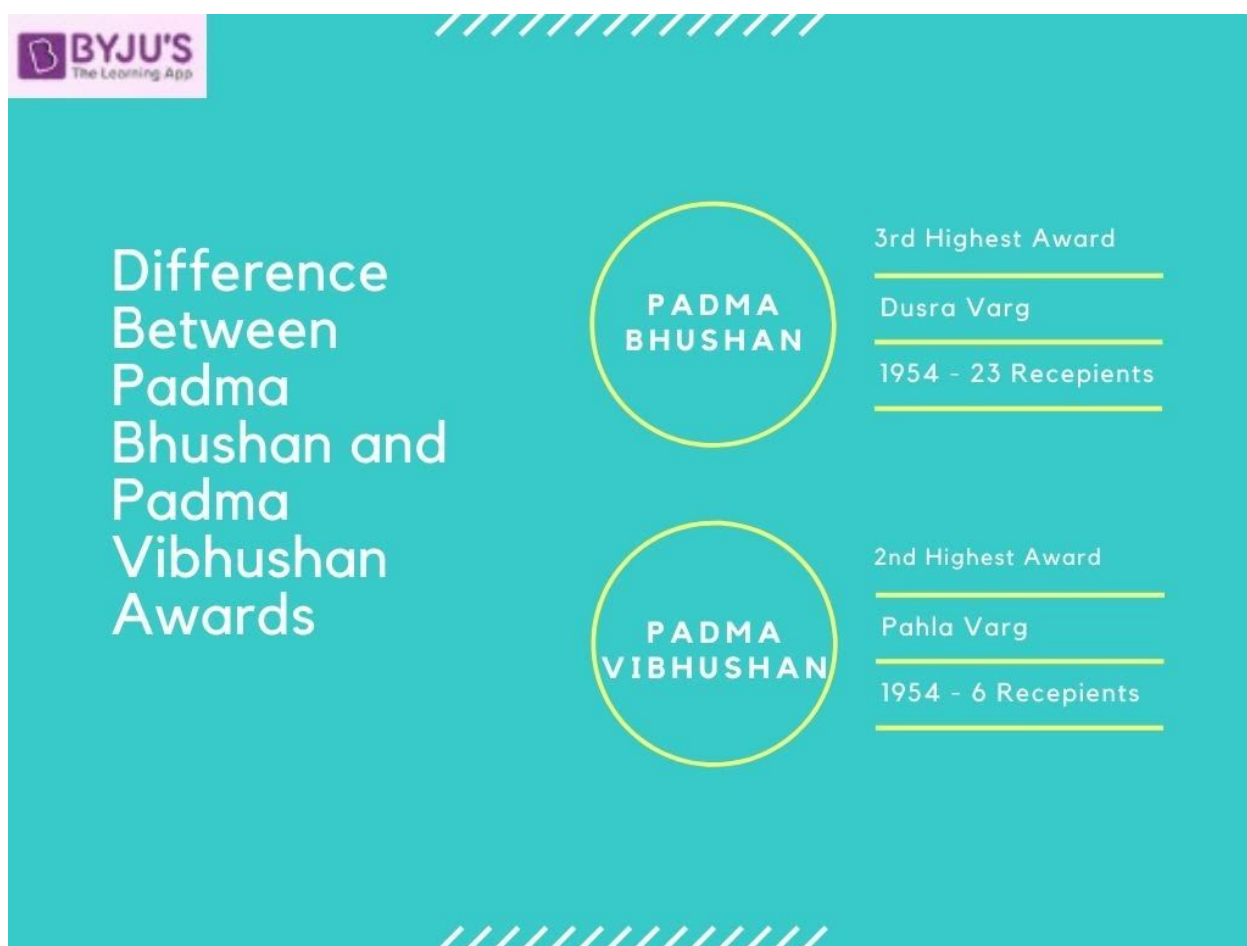 BYJU'S
The Learning App
Difference
Between
Padma
Bhushan and
Padma
Vibhushan
Awards
PADMA
BHUSHAN
3rd Highest Award
Dusra Varg
1954 - 23 Recepients
PADMA
VIBHUSHAN
2nd Highest Award
Pahla Varg
1954 - 6 Recepients